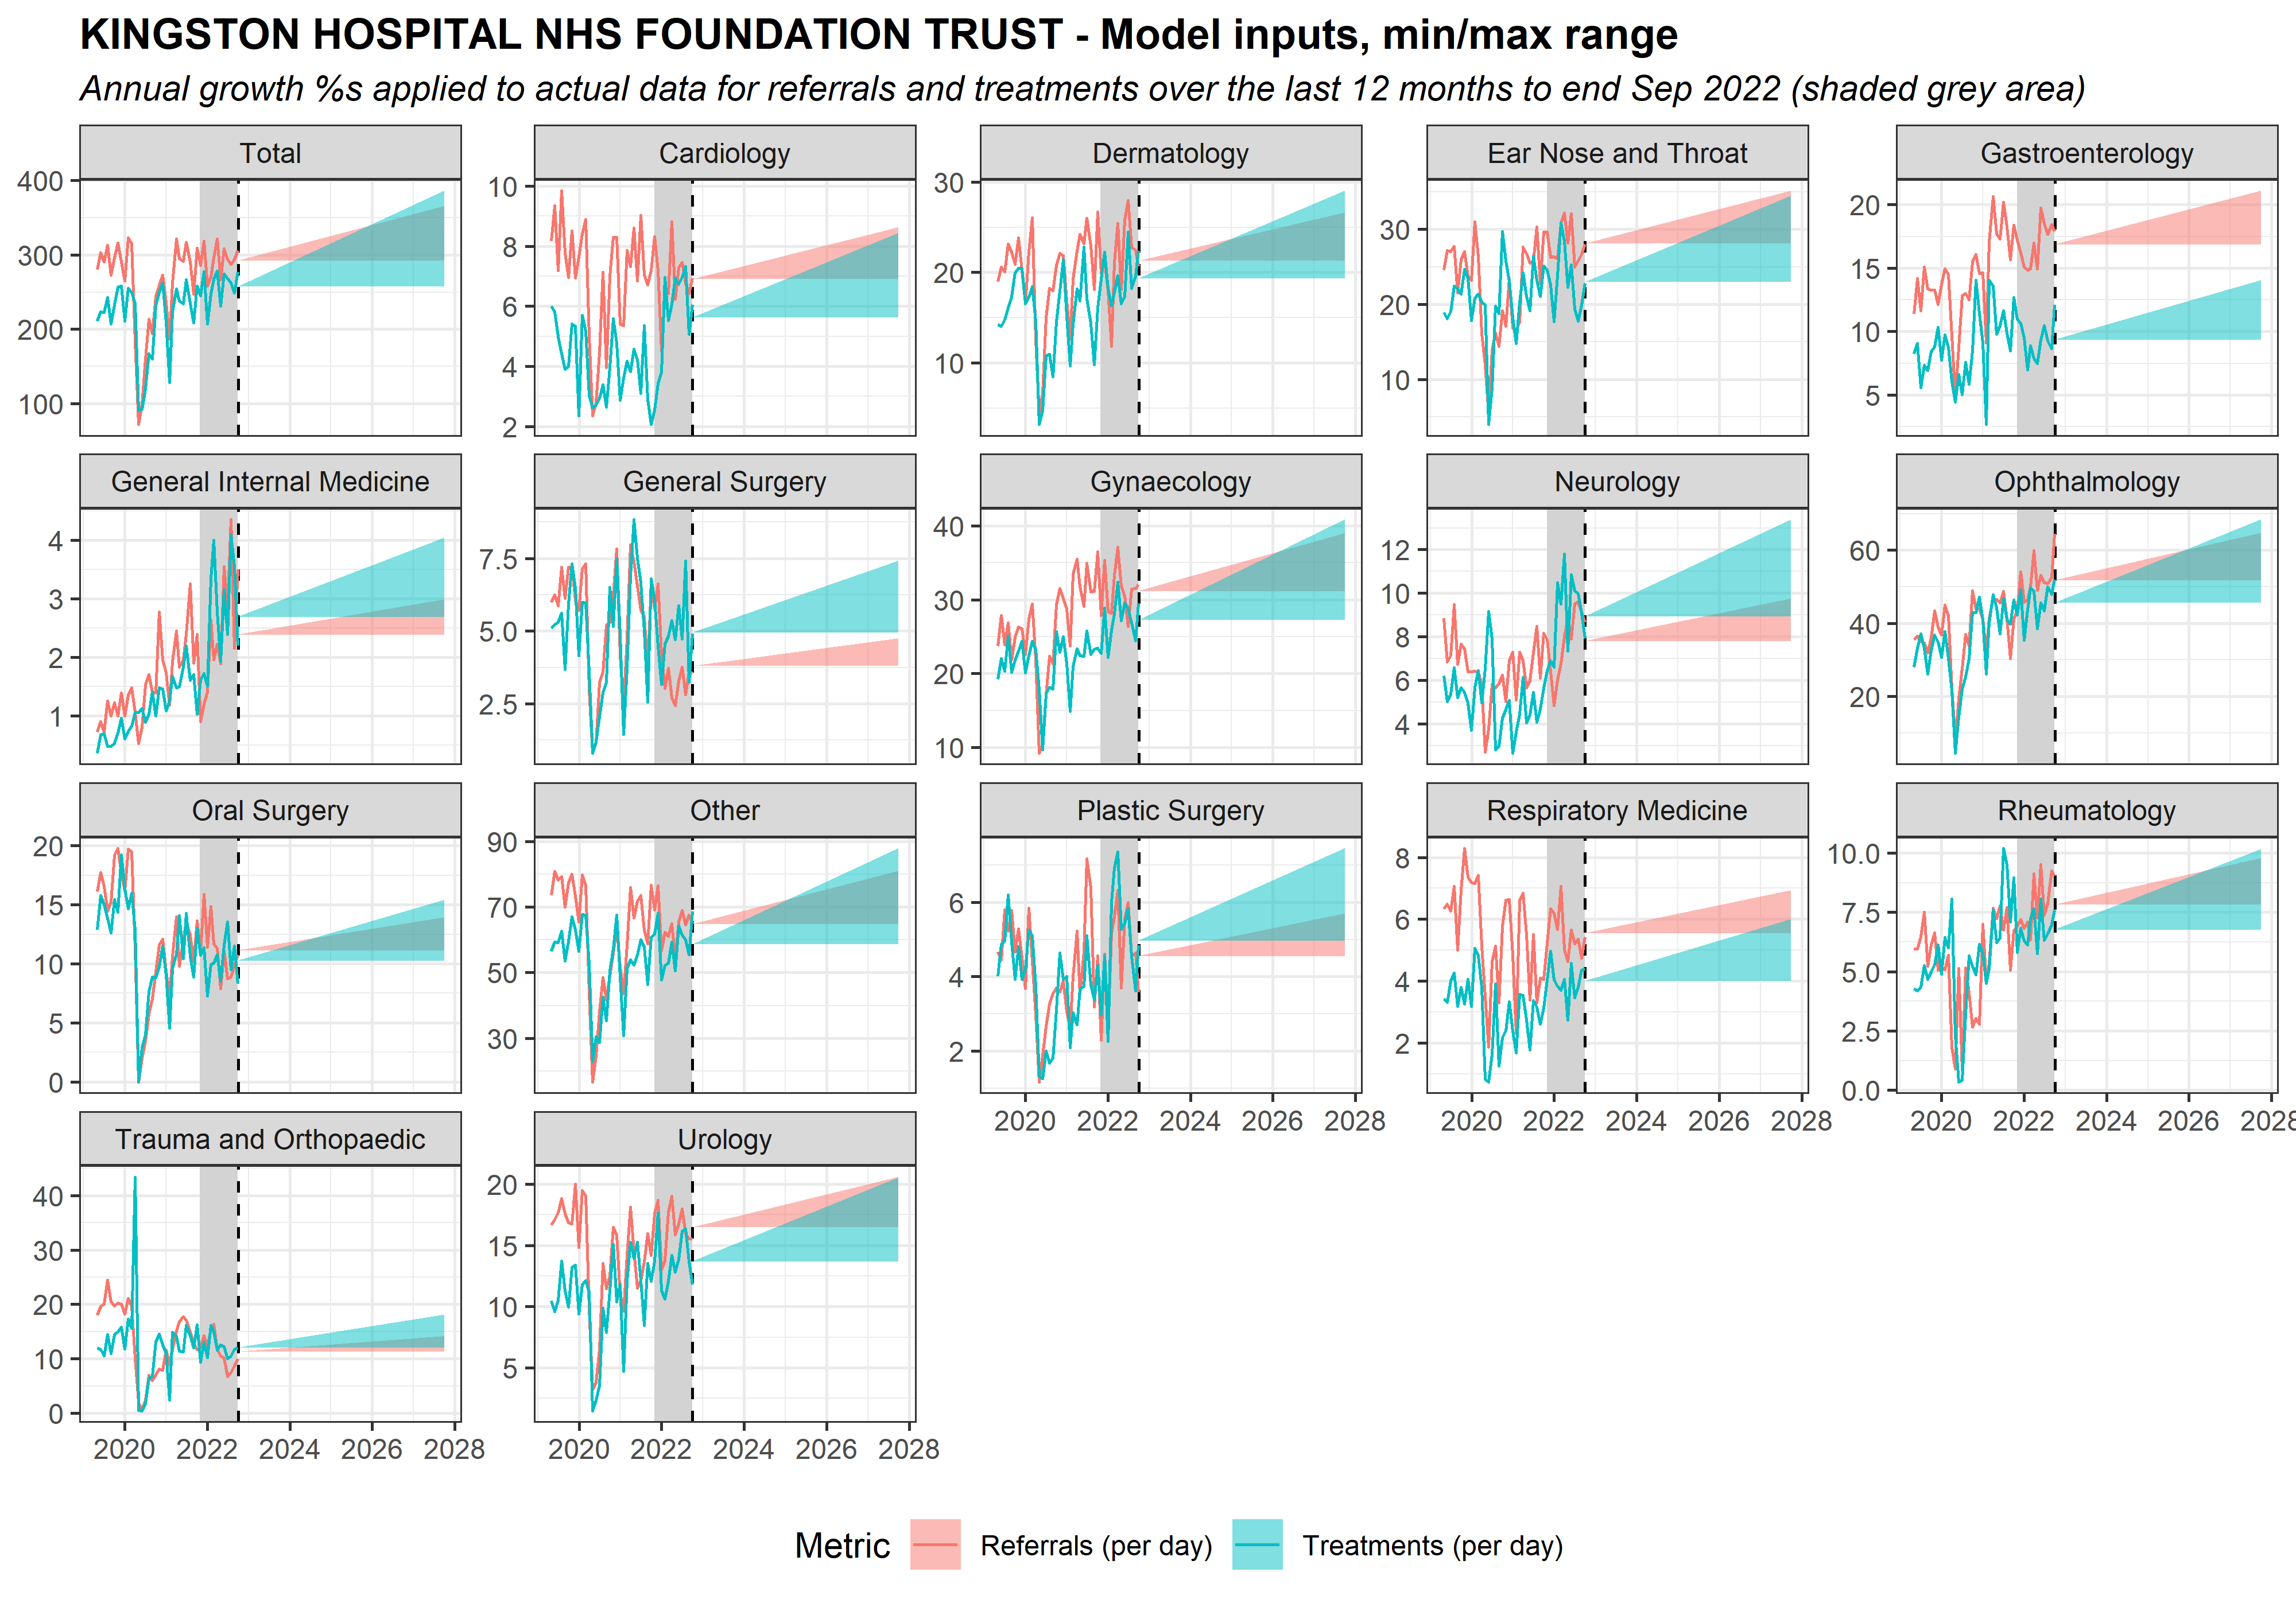 KINGSTON HOSPITAL NHS FOUNDATION TRUST - Model inputs, min/max range
Annual growth %s applied to actual data for referrals and treatments over the last 12 months to end Sep 2022 (shaded grey area)
Total
400
300
200
100
Cardiology
10
8
6
4
2
Dermatology
30
20
10
Ear Nose and Throat
30
20
10
Gastroenterology
20
15
10
5
General Internal Medicine
4
3
2
1
General Surgery
7.5
5.0
2.5
Gynaecology
40
30
20
10
Neurology
12
10
8
6
4
Ophthalmology
60
40
20
Oral Surgery
20
15
10
5
0
Other
90
70
50
30
Plastic Surgery
6
4
2
2020 2022 2024 2026 2028
Respiratory Medicine
8
6
4
2
2020 2022 2024 2026 2028
Rheumatology
10.0
7.5
5.0
2.5
0.0
2020 2022 2024 2026 2028
Trauma and Orthopaedic
40
30
20
10
0
2020 2022 2024 2026 2028
Urology
20
15
10
5
2020 2022 2024 2026 2028
Metric Referrals (per day) Treatments (per day)